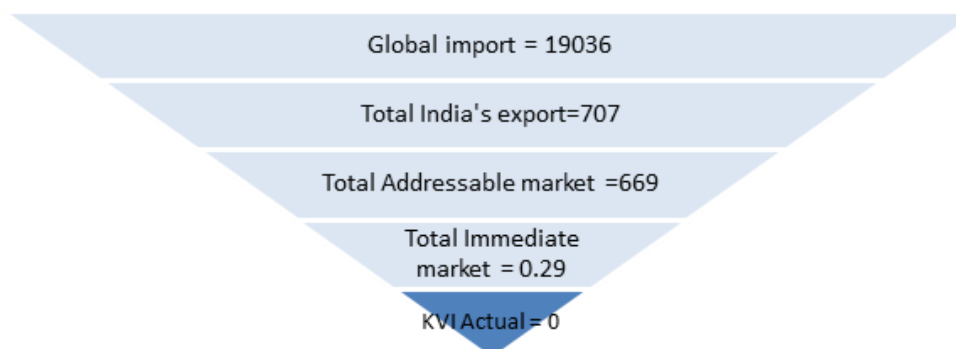 Global import = 19036
Total India's export=707
Total Addressable market =669
Total Immediate
market = 0.29
KVI Actual = 0